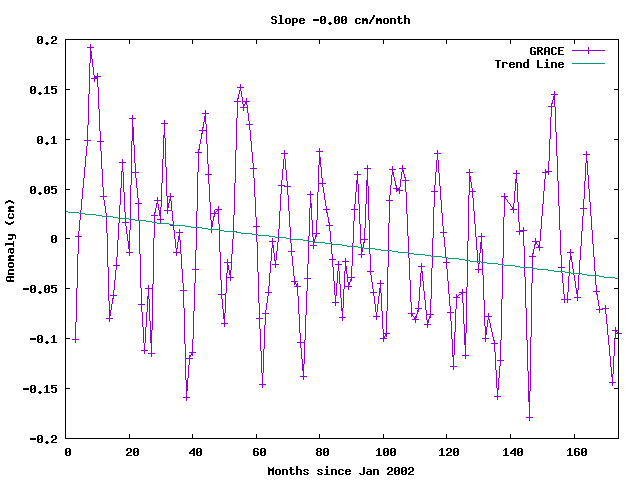 Slope -0.00 cm/month
0.2
0.15
0.1
0.05
0
-0.05
-0.1
-0.15
-0.2
Anomaly (cm)
GRACE
Trend Line
0 20 40 60 80 100 120 140 160
Months since Jan 2002